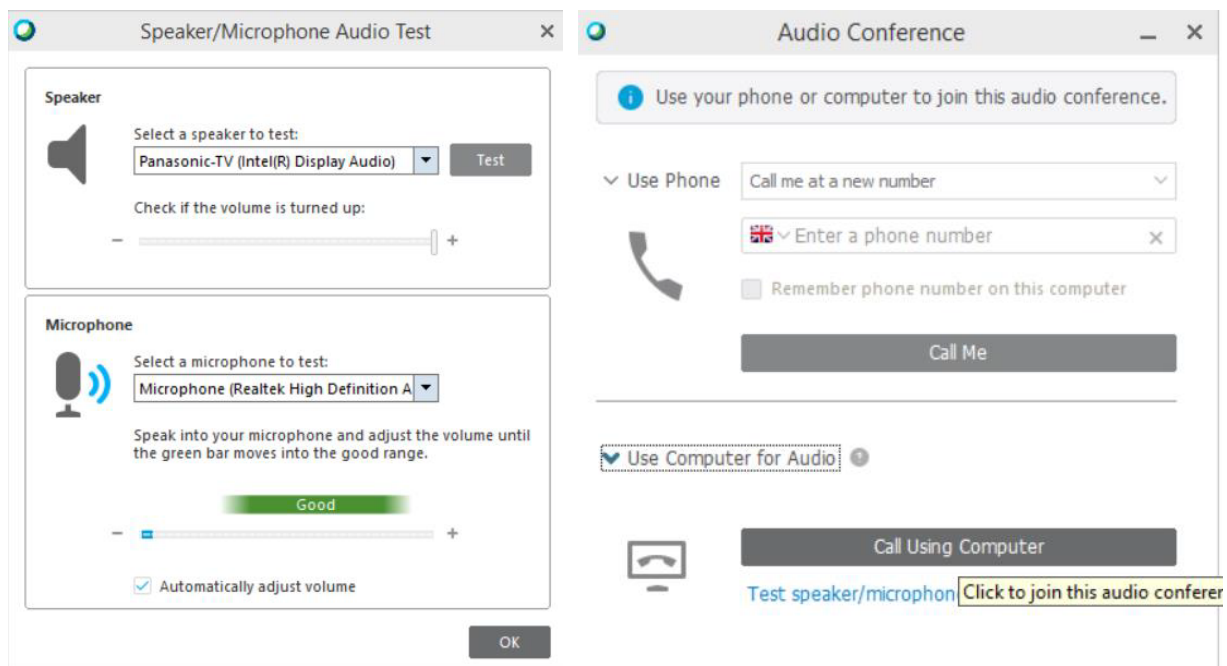 Speaker/Microphone Audio Test
Speaker
Select a speaker to test:
Panasonic-TV (Intel(R) Display Audio)
Test
Check if the volume is turned up:
− +
Microphone
Select a microphone to test:
Microphone (Realtek High Definition A
Speak into your microphone and adjust the volume until
the green bar moves into the good range.
Good
− +
Automatically adjust volume
OK
Audio Conference
Use your phone or computer to join this audio conference.
Use Phone
Call me at a new number
Enter a phone number
Remember phone number on this computer
Call Me
Use Computer for Audio
Call Using Computer
Test speaker/microphon
Click to join this audio conferen